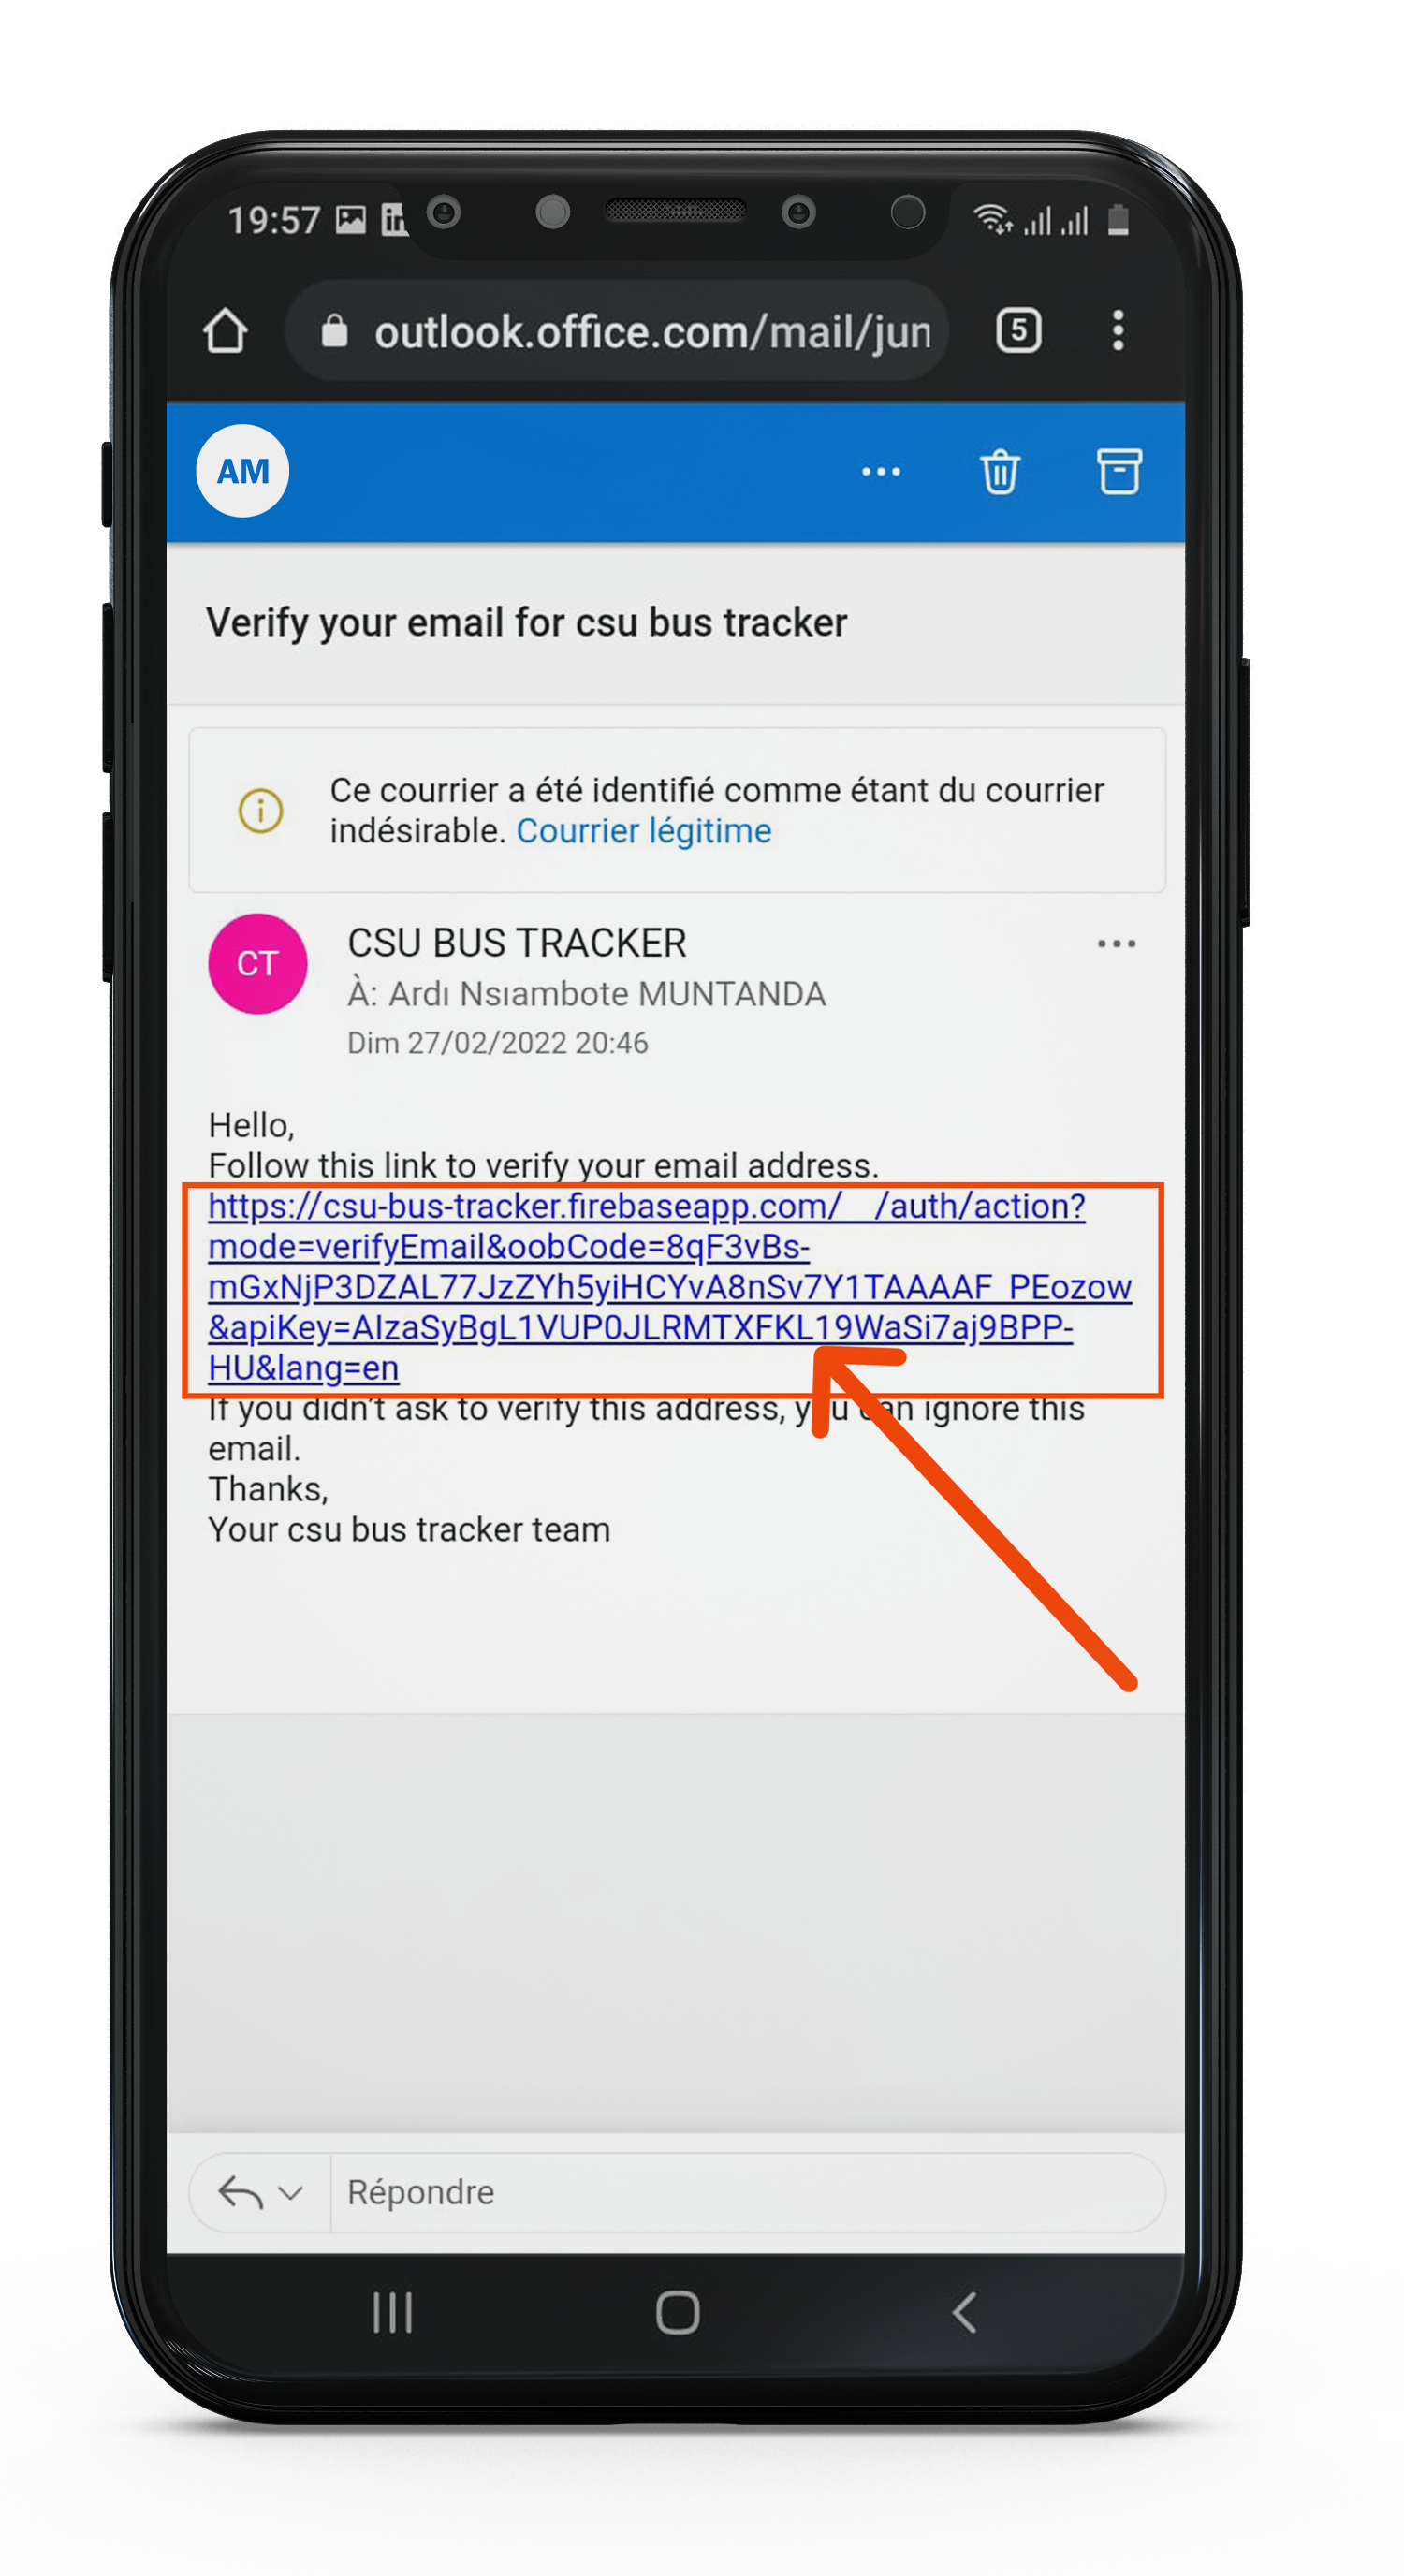 19:57
outlook.office.com/mail/jun
5
AM
Verify your email for csu bus tracker
Ce courrier a été identifié comme étant du courrier
indésirable. Courrier légitime
CT
CSU BUS TRACKER
À: Ardı Nsıambote MUNTANDA
Dim 27/02/2022 20:46
Hello,
Follow this link to verify your email address.
https://csu-bus-tracker.firebaseapp.com/__/auth/action?
mode=verifyEmail&oobCode=8qF3vBs-
mGxNjP3DZAL77JzZYh5yiHCYvA8nSv7Y1TAAAAF_PEozow
&apiKey=AIzaSyBgL1VUP0JLRMTXFKL19WaSi7aj9BPP-
HU&lang=en
If you didn't ask to verify this address, you can ignore this
email.
Thanks,
Your csu bus tracker team
Répondre